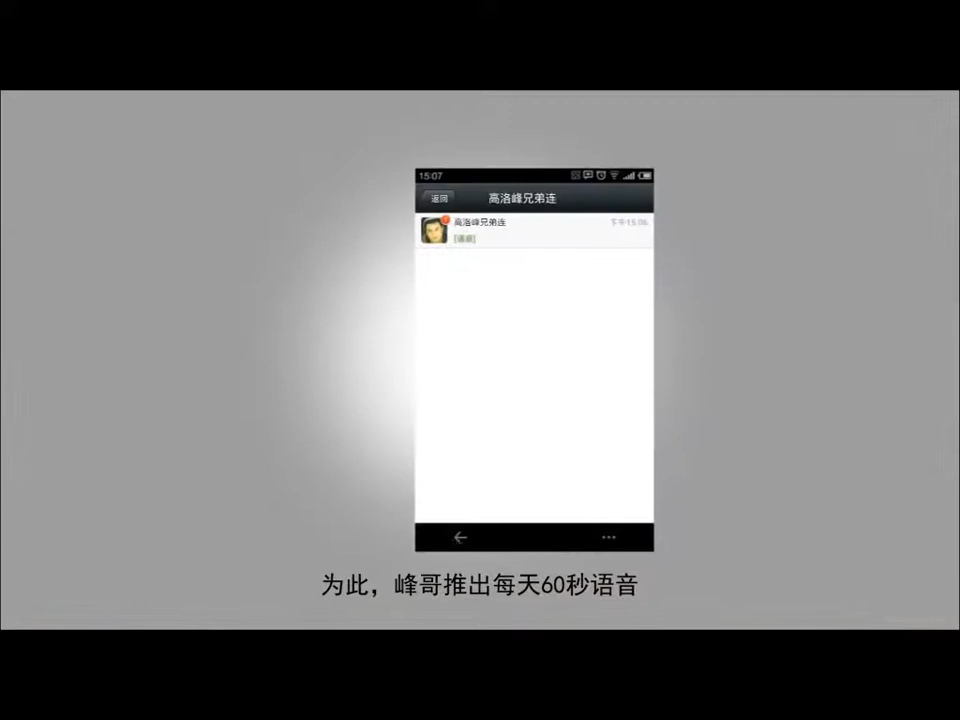 15:07
返回
高洛峰兄弟连
高洛峰兄弟连
下午15:06
[语音]
为此，峰哥推出每天60秒语音